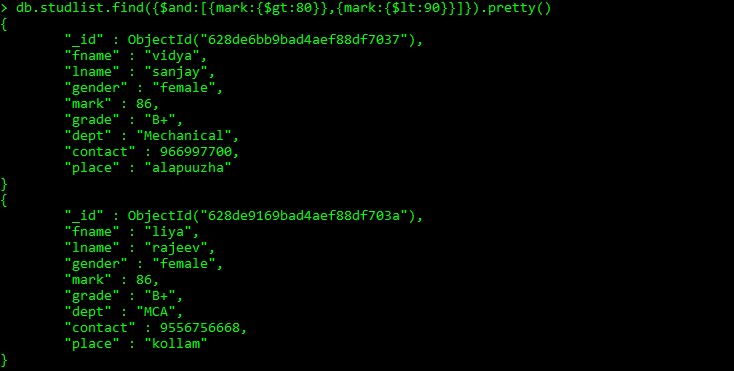 > db.studlist.find({$and:[{mark:{$gt:80}},{mark:{$lt:90}}]}).pretty()
{
"_id" : ObjectId("628de6bb9bad4aef88df7037"),
"fname" : "vidya",
"lname" : "sanjay",
"gender" : "female",
"mark" : 86,
"grade" : "B+",
"dept" : "Mechanical",
"contact" : 966997700,
"place" : "alapuuzha"
}
{
"_id" : ObjectId("628de9169bad4aef88df703a"),
"fname" : "liya",
"lname" : "rajeev",
"gender" : "female",
"mark" : 86,
"grade" : "B+",
"dept" : "MCA",
"contact" : 9556756668,
"place" : "kollam"
}